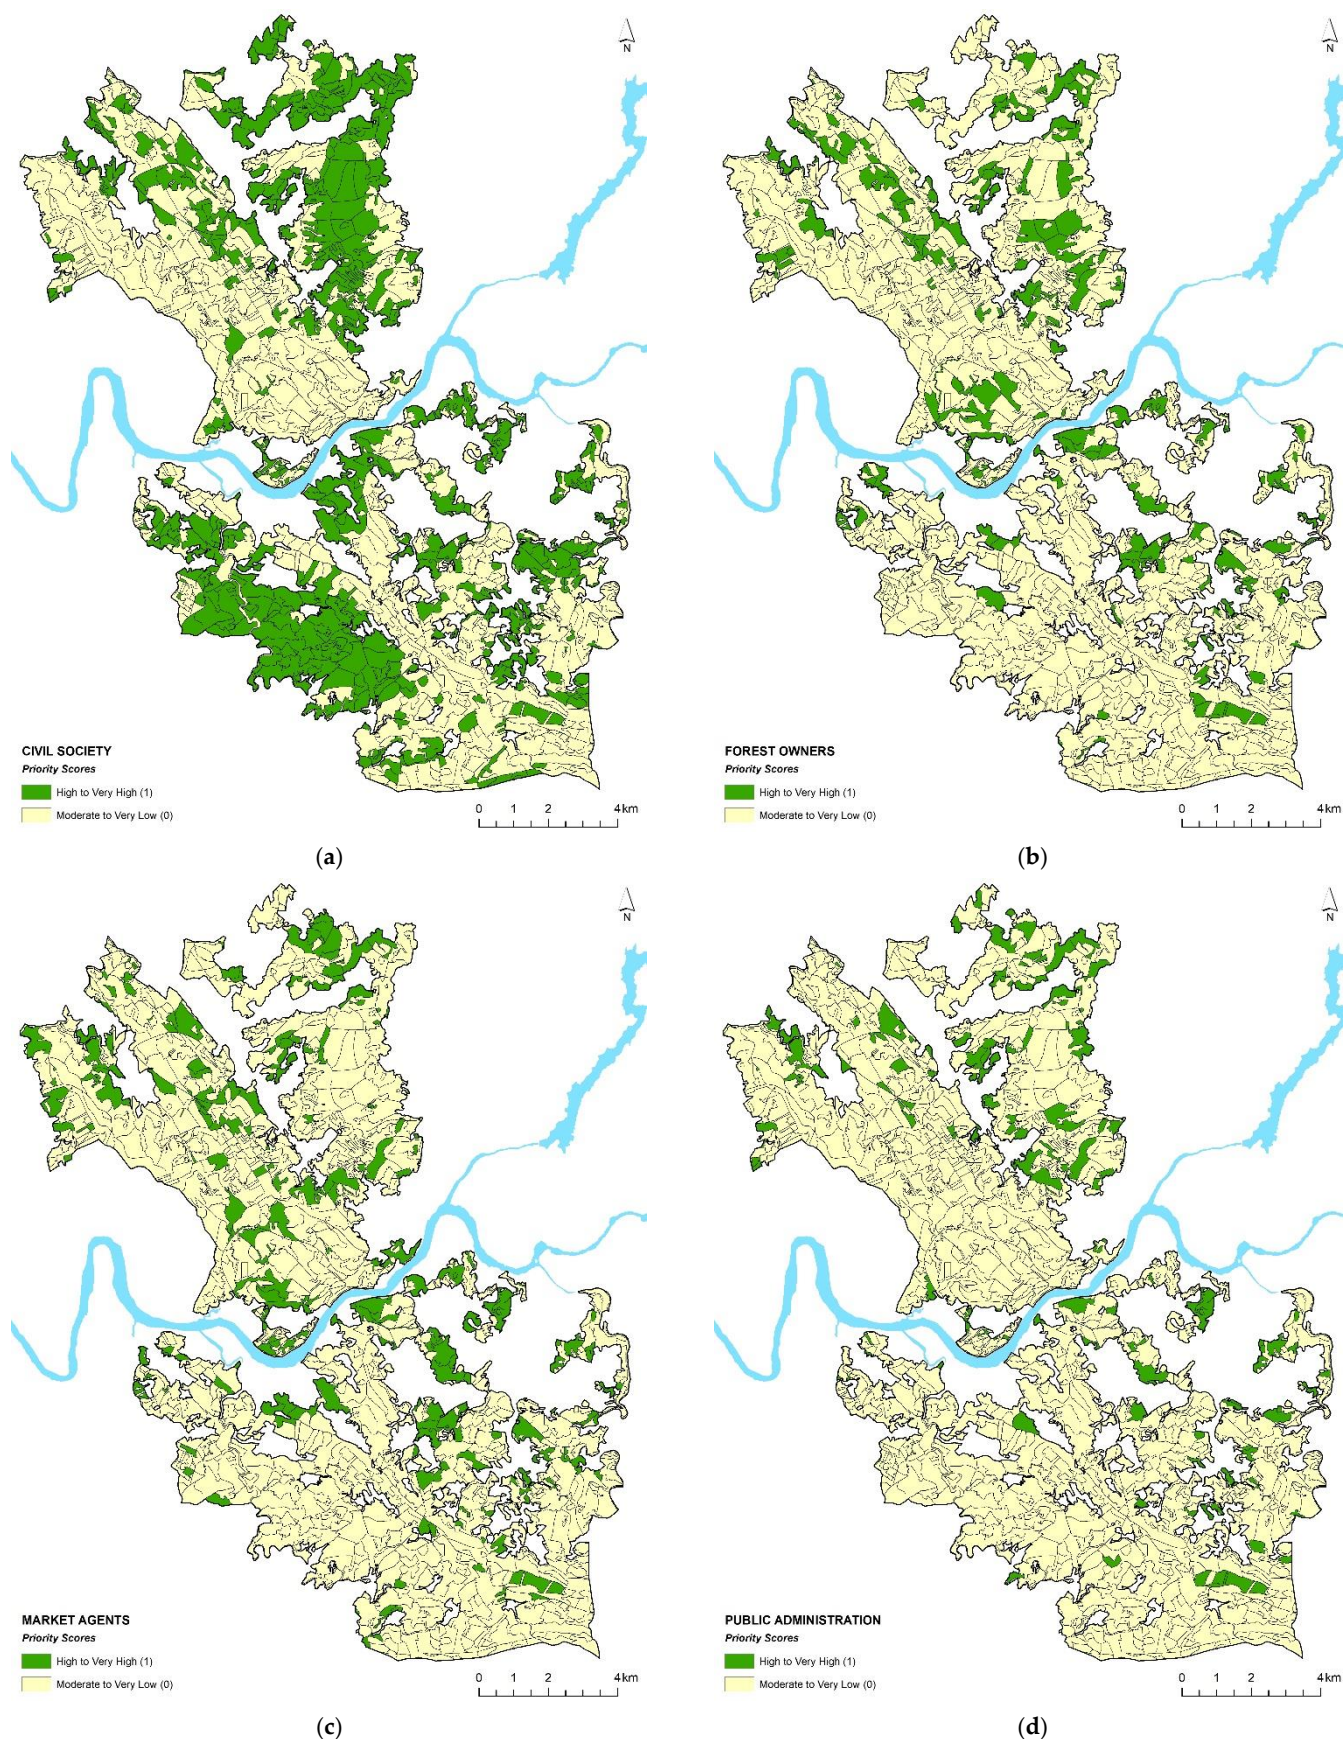 N
N
CIVIL SOCIETY
Priority Scores
High to Very High (1)
Moderate to Very Low (0)
0 1 2 4 km
FOREST OWNERS
Priority Scores
High to Very High (1)
Moderate to Very Low (0)
0 1 2 4 km
(a)
(b)
N
N
MARKET AGENTS
Priority Scores
High to Very High (1)
Moderate to Very Low (0)
0 1 2 4 km
PUBLIC ADMINISTRATION
Priority Scores
High to Very High (1)
Moderate to Very Low (0)
0 1 2 4 km
(c)
(d)